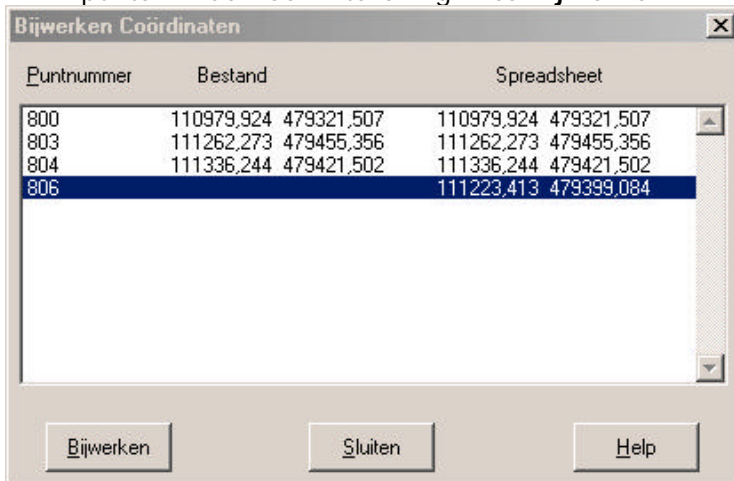 Bijwerken Coördinaten
Puntnummer Bestand Spreadsheet
800 110979,924 479321,507 110979,924 479321,507
803 111262,273 479455,356 111262,273 479455,356
804 111336,244 479421,502 111336,244 479421,502
806 111223,413 479399,084
Bijwerken Sluiten Help